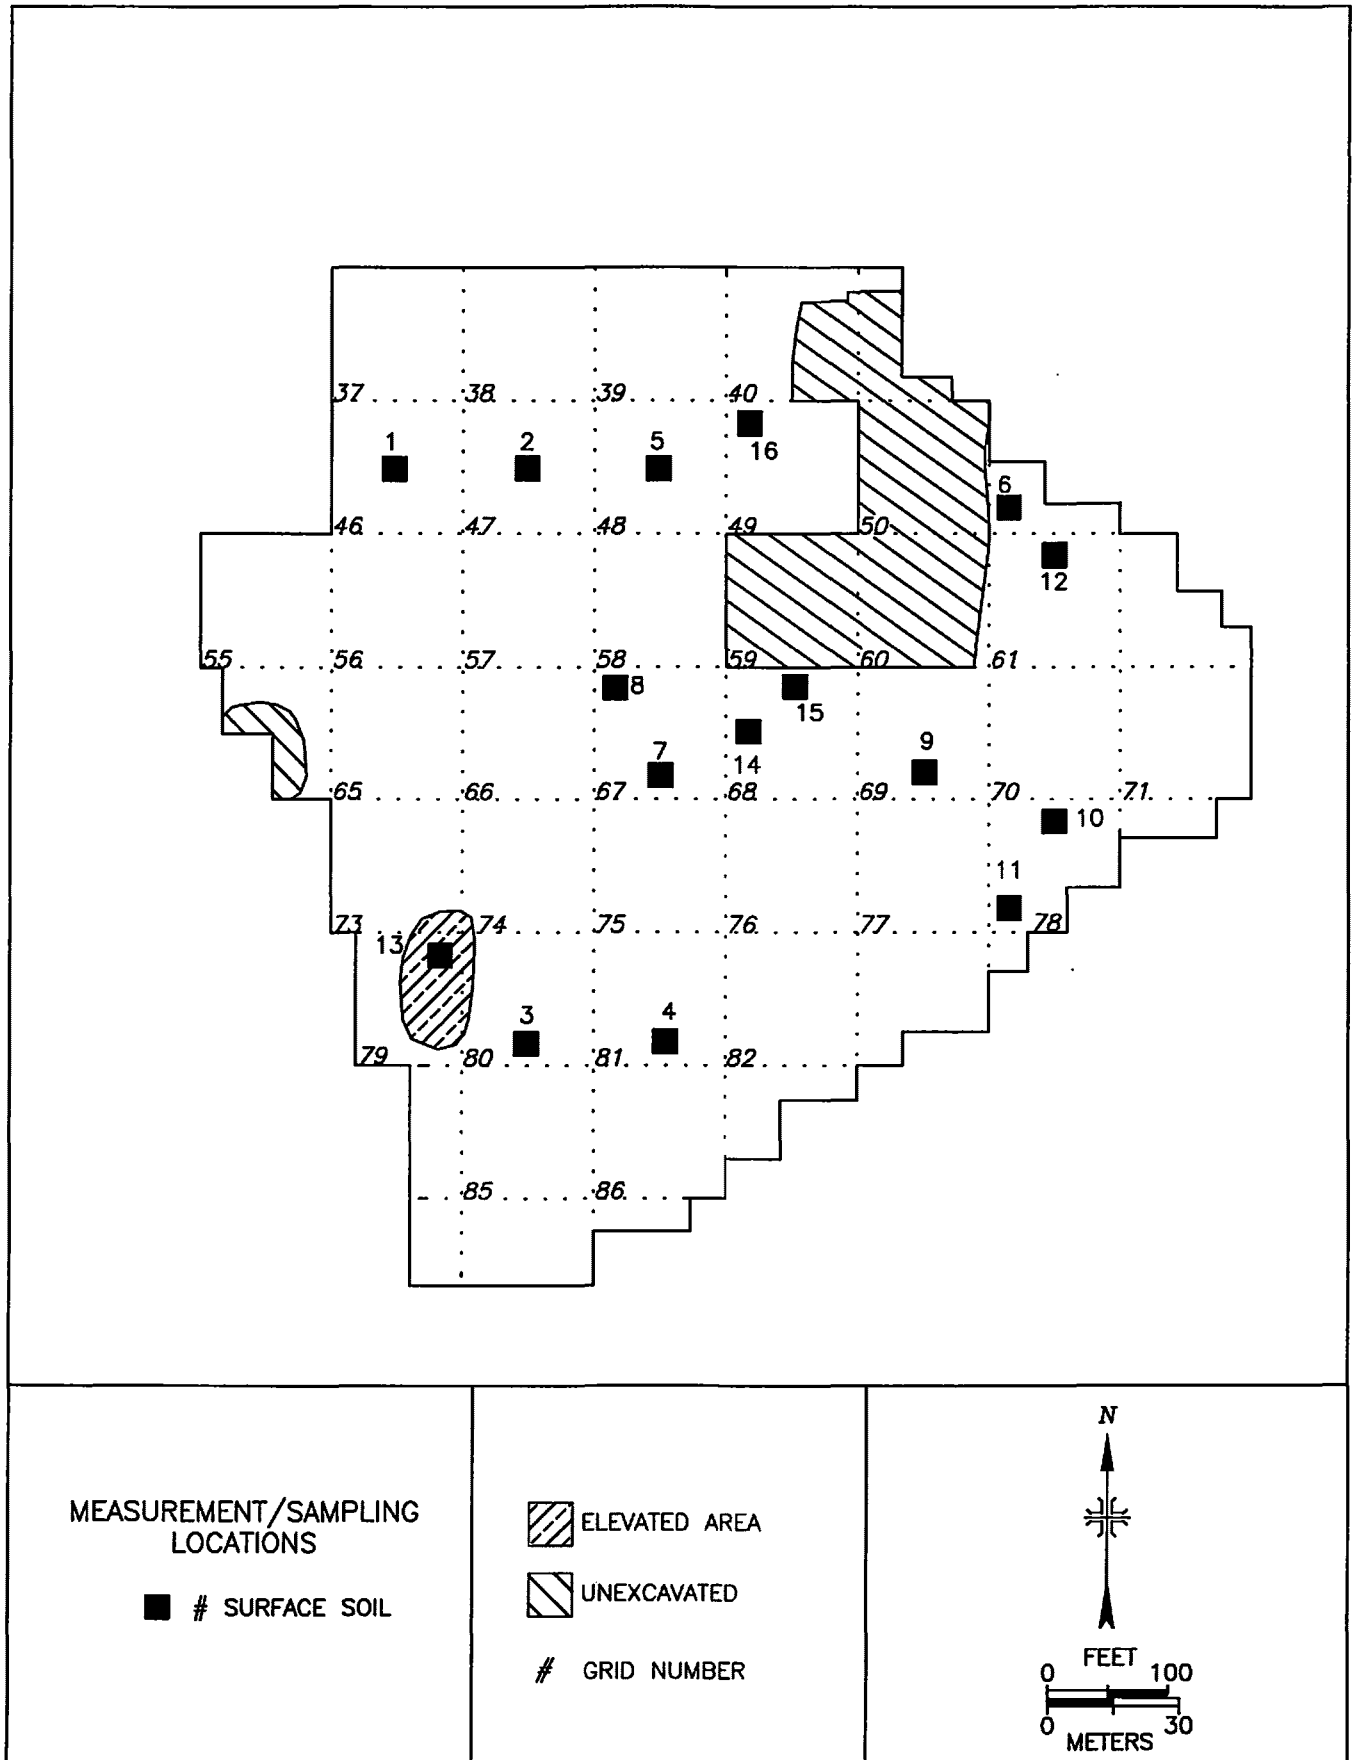 37 38 39 40
1 2 5 16
6
46 47 48 49 50
12
55 56 57 58 59 60 61
8
15
14
7 9
65 66 67 68 69 70 71
10
11
73 74 75 76 77 78
13
3 4
79 80 81 82
85 86
MEASUREMENT/SAMPLING
LOCATIONS
# SURFACE SOIL
ELEVATED AREA
UNEXCAVATED
# GRID NUMBER
N
FEET
0 100
0 30
METERS